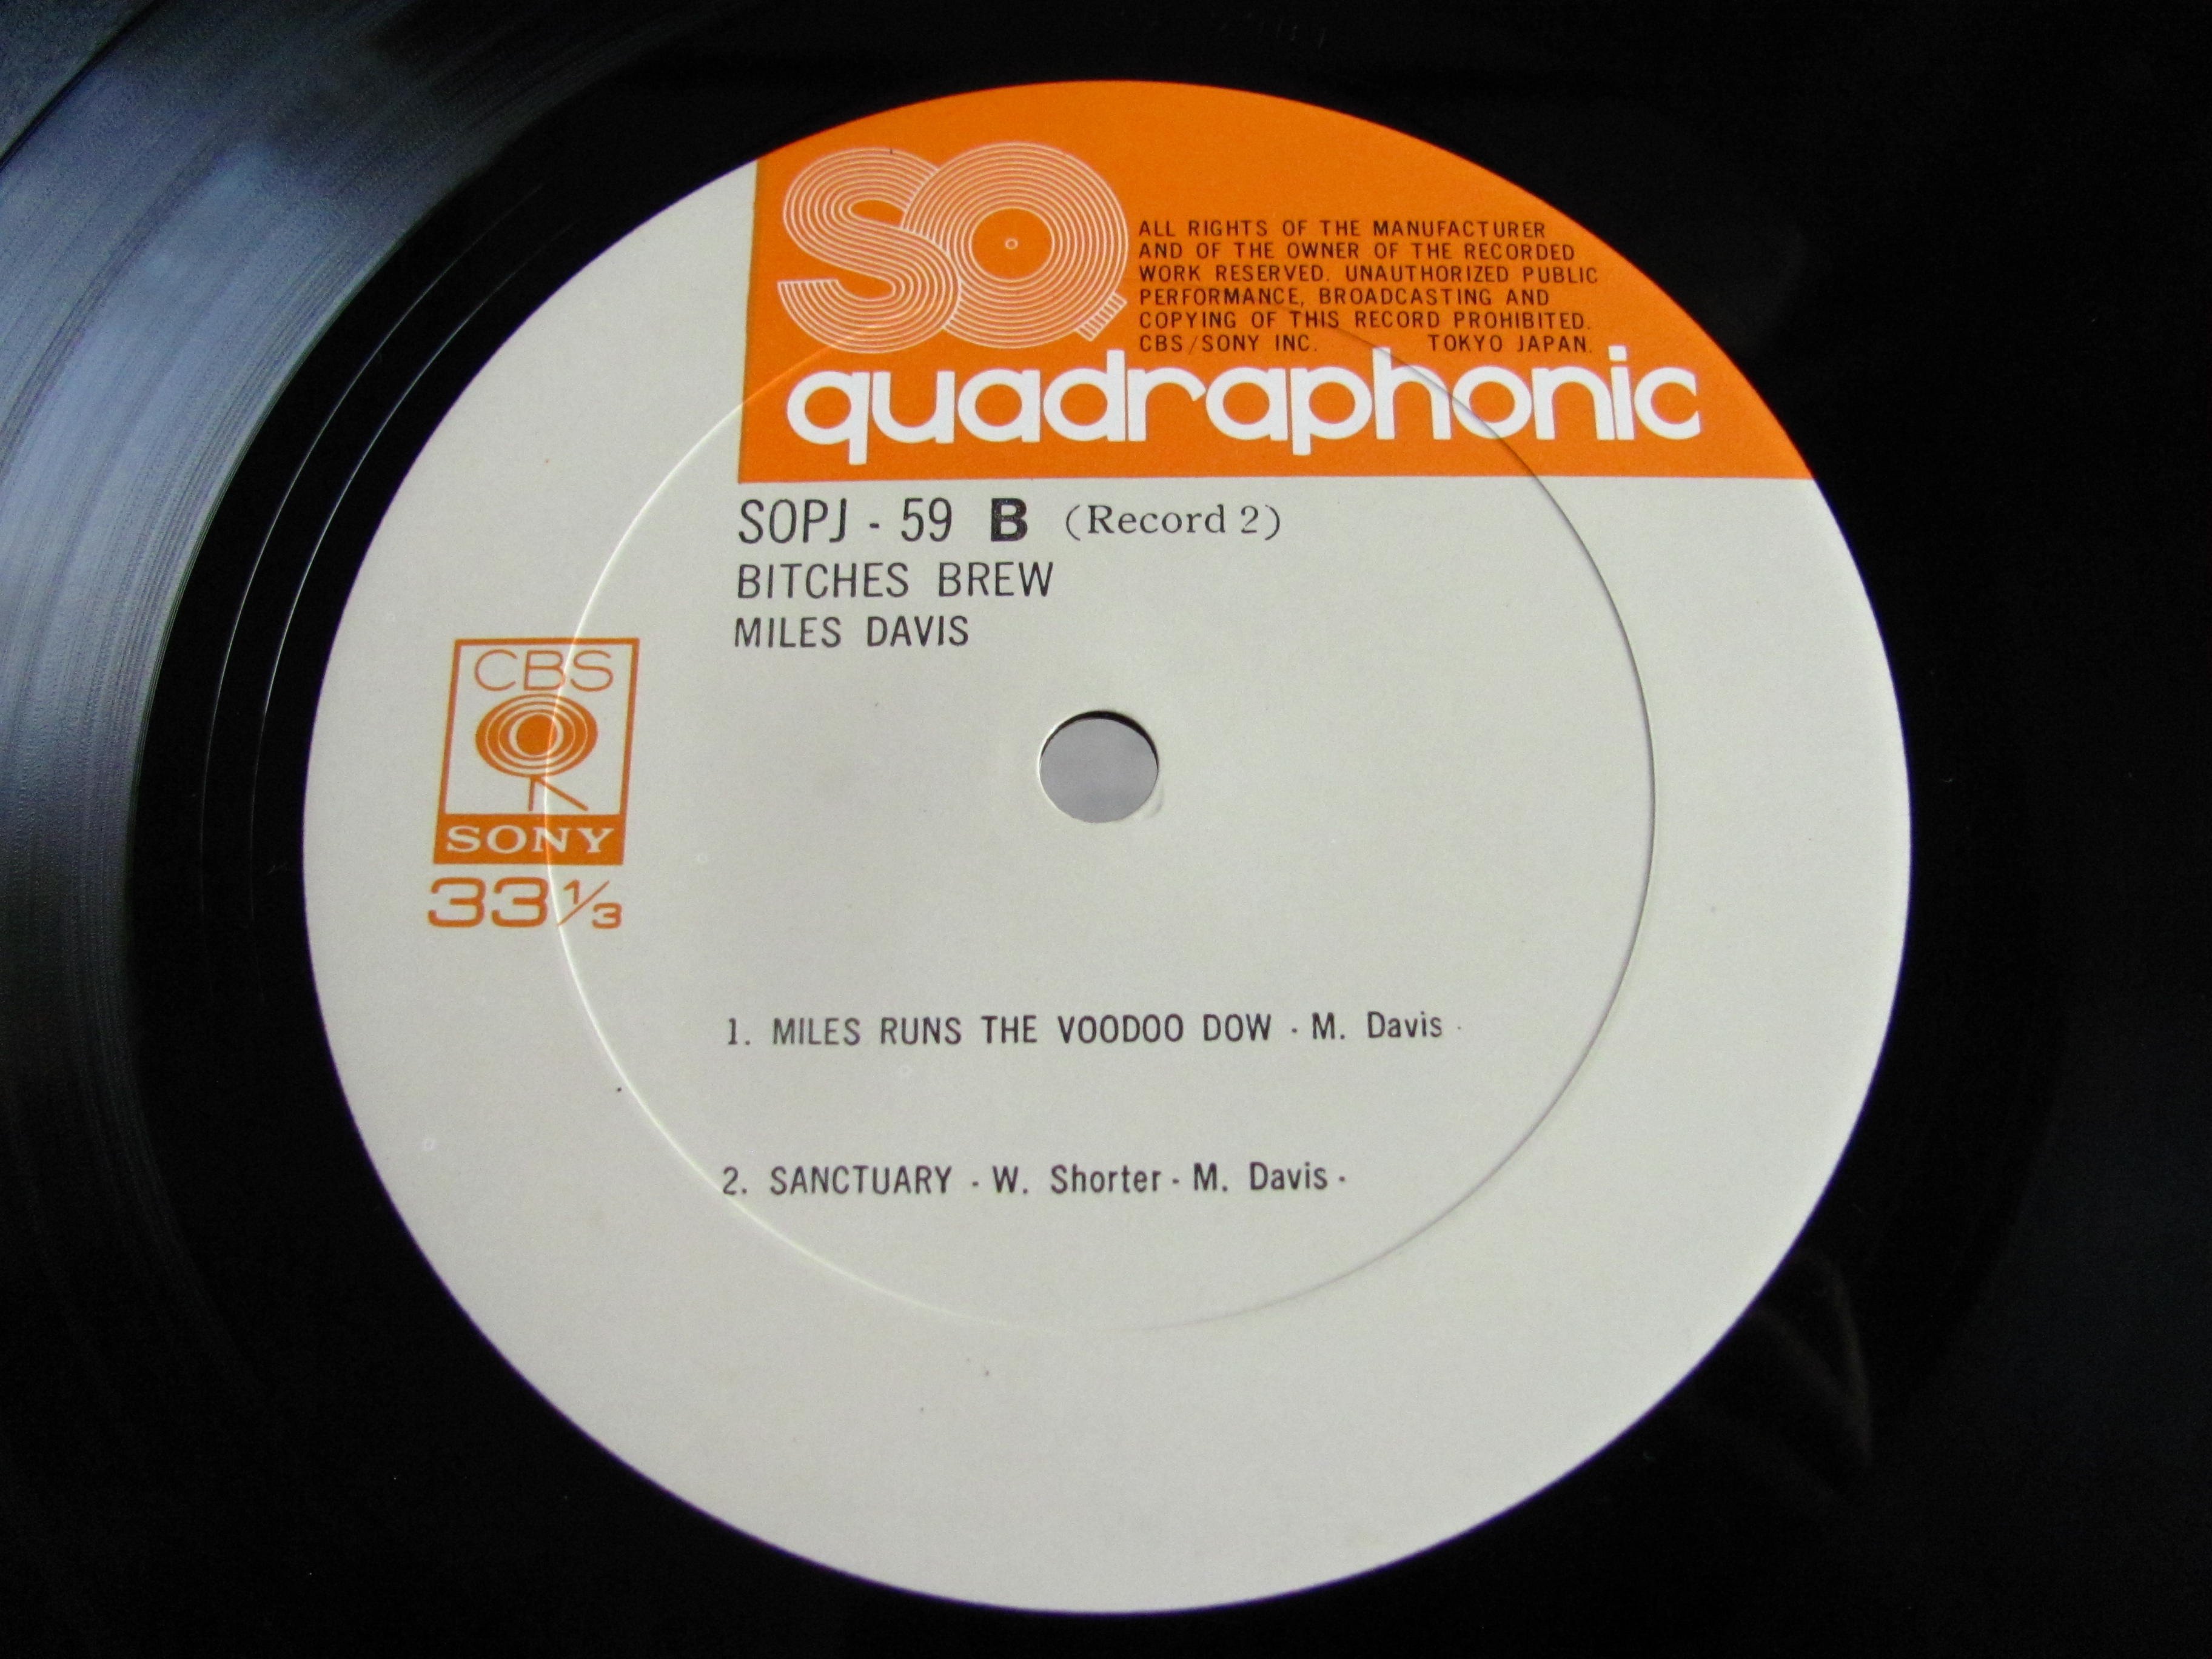 SQ
ALL RIGHTS OF THE MANUFACTURER
AND OF THE OWNER OF THE RECORDED
WORK RESERVED. UNAUTHORIZED PUBLIC
PERFORMANCE, BROADCASTING AND
COPYING OF THIS RECORD PROHIBITED.
CBS/SONY INC. TOKYO JAPAN.
quadraphonic
SOPJ - 59 B (Record 2)
BITCHES BREW
MILES DAVIS
CBS
SONY
33 1/3
1. MILES RUNS THE VOODOO DOW · M. Davis ·
2. SANCTUARY · W. Shorter · M. Davis ·